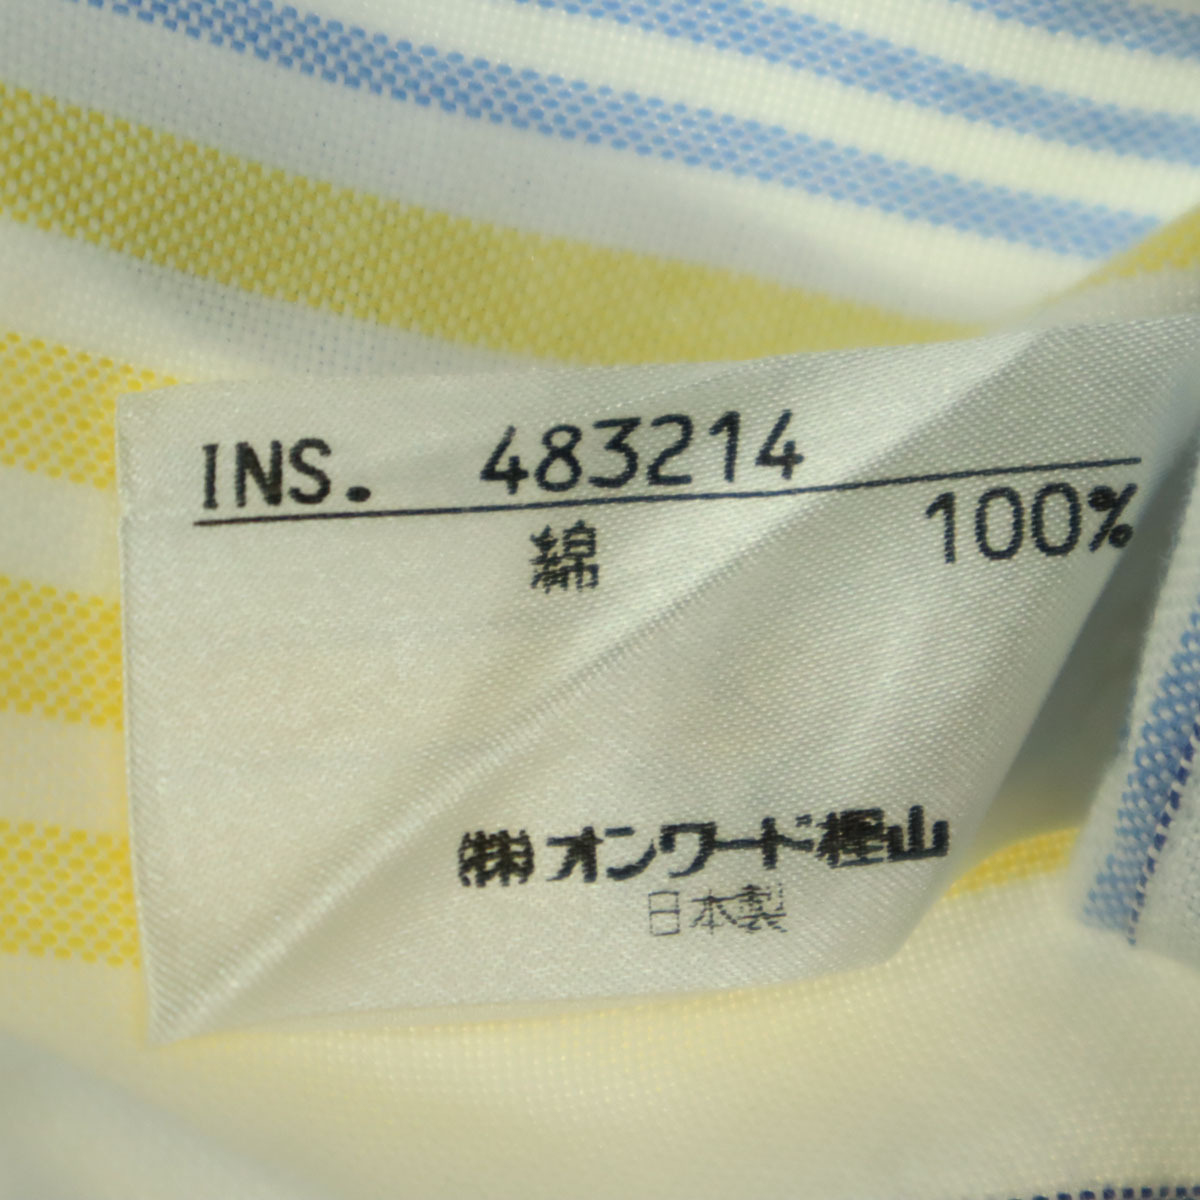 INS. 483214
綿 100%
㈱オンワード樫山
日本製